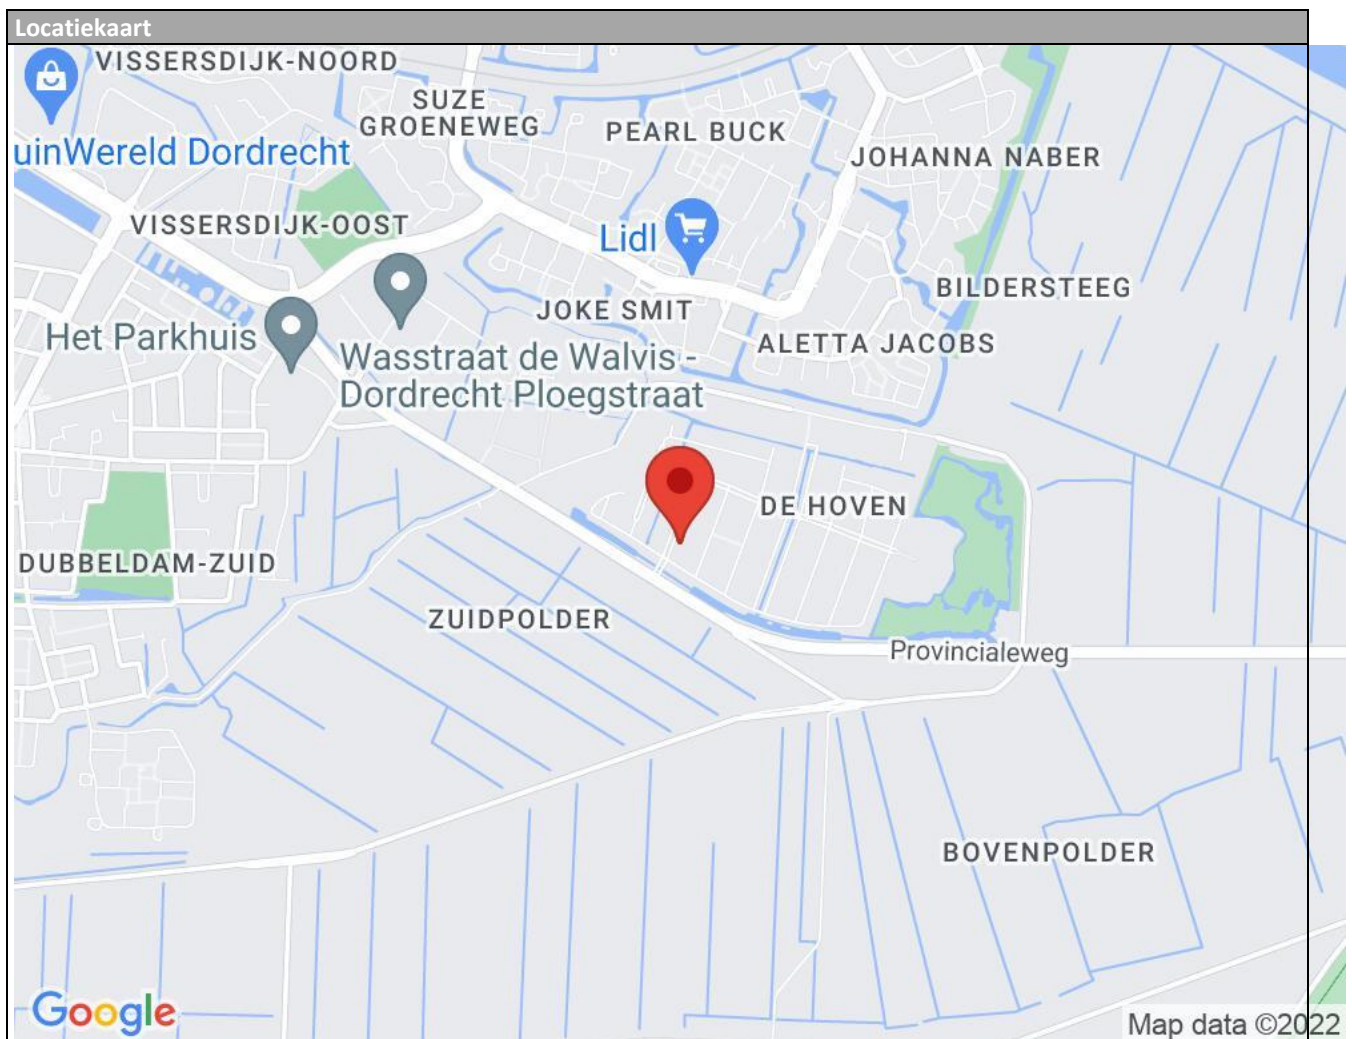 Locatiekaart
VISSERSDIJK-NOORD
SUZE
GROENEWEG
PEARL BUCK
JOHANNA NABER
uinWereld Dordrecht
VISSERSDIJK-OOST
Lidl
BILDERSTEEG
JOKE SMIT
Het Parkhuis
ALETTA JACOBS
Wasstraat de Walvis -
Dordrecht Ploegstraat
DE HOVEN
DUBBELDAM-ZUID
ZUIDPOLDER
Provincialeweg
BOVENPOLDER
Google
Map data ©2022